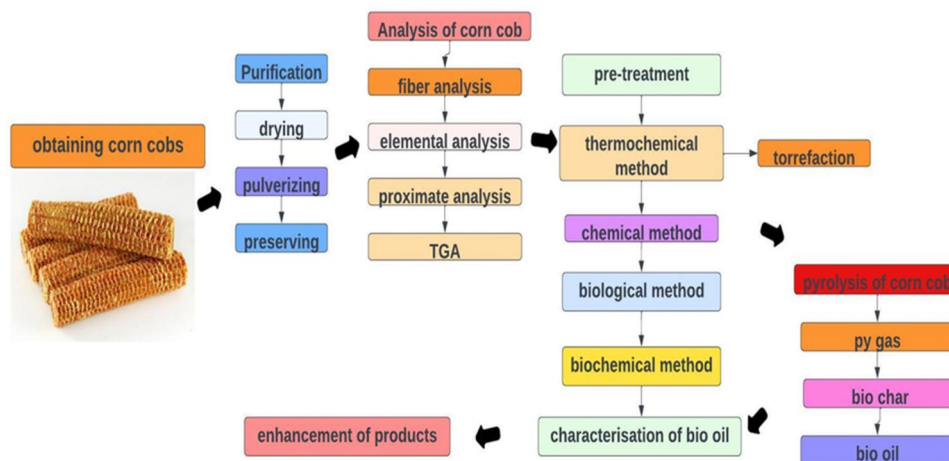 obtaining corn cobs
Purification
drying
pulverizing
preserving
Analysis of corn cob
fiber analysis
elemental analysis
proximate analysis
TGA
pre-treatment
thermochemical
method
torrefaction
chemical method
biological method
biochemical method
pyrolysis of corn cob
py gas
bio char
bio oil
characterisation of bio oil
enhancement of products